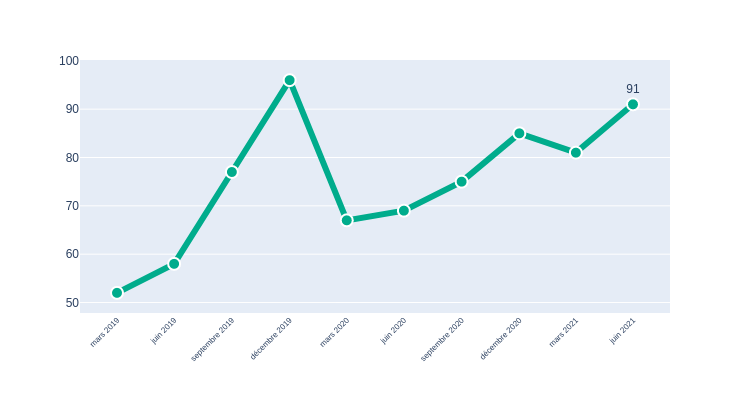 100
90
80
70
60
50
91
mars 2019
juin 2019
septembre 2019
décembre 2019
mars 2020
juin 2020
septembre 2020
décembre 2020
mars 2021
juin 2021